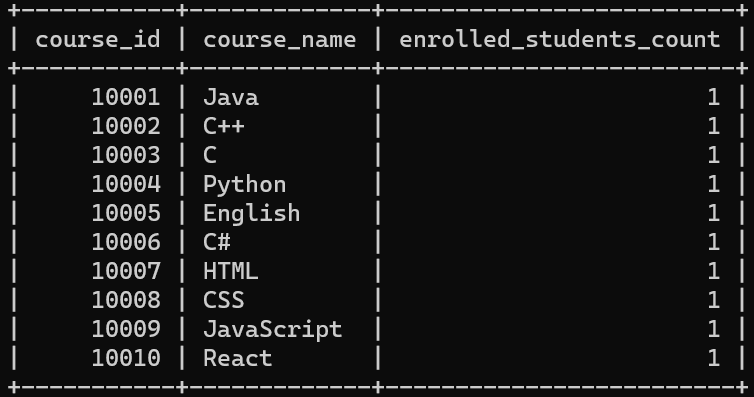 +-----------+-------------+-------------------------+
| course_id | course_name | enrolled_students_count |
+-----------+-------------+-------------------------+
|     10001 | Java        |                       1 |
|     10002 | C++         |                       1 |
|     10003 | C           |                       1 |
|     10004 | Python      |                       1 |
|     10005 | English     |                       1 |
|     10006 | C#          |                       1 |
|     10007 | HTML        |                       1 |
|     10008 | CSS         |                       1 |
|     10009 | JavaScript  |                       1 |
|     10010 | React       |                       1 |
+-----------+-------------+-------------------------+